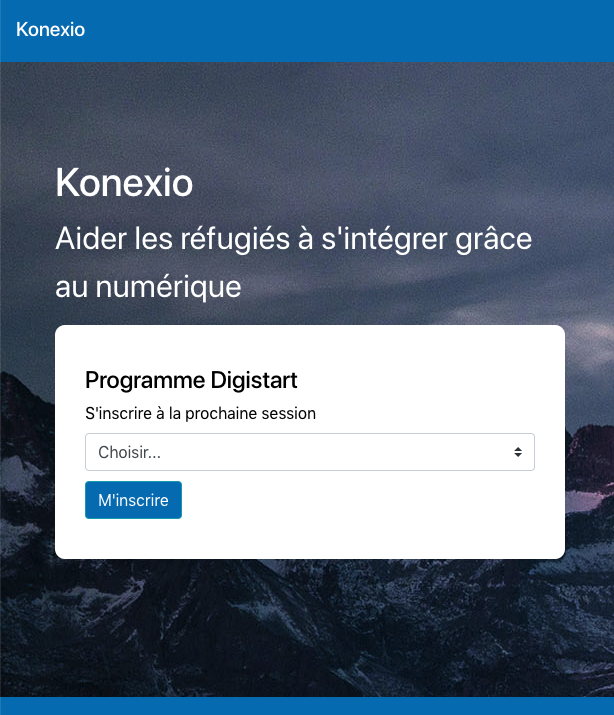 Konexio
Konexio
Aider les réfugiés à s'intégrer grâce
au numérique
Programme Digistart
S'inscrire à la prochaine session
Choisir...
M'inscrire